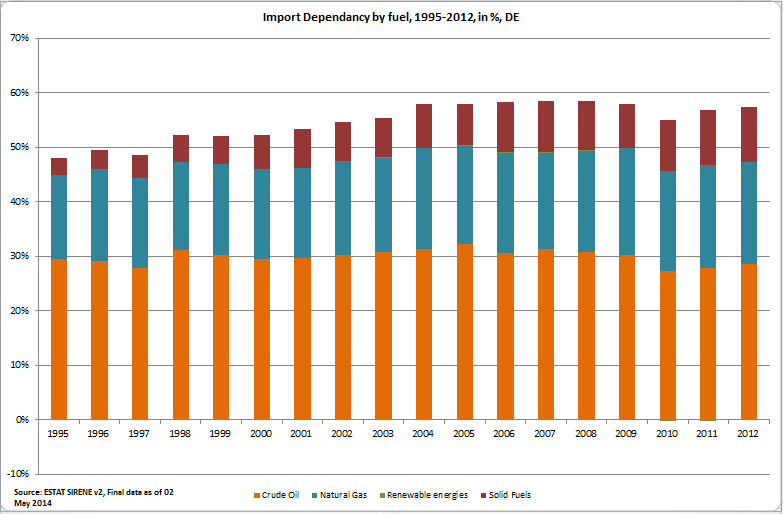 Import Dependancy by fuel, 1995-2012, in %, DE
70%
60%
50%
40%
30%
20%
10%
0%
1995 1996 1997 1998 1999 2000 2001 2002 2003 2004 2005 2006 2007 2008 2009 2010 2011 2012
-10%
Source: ESTAT SIRENE v2, Final data as of 02
May 2014
Crude Oil Natural Gas Renewable energies Solid Fuels